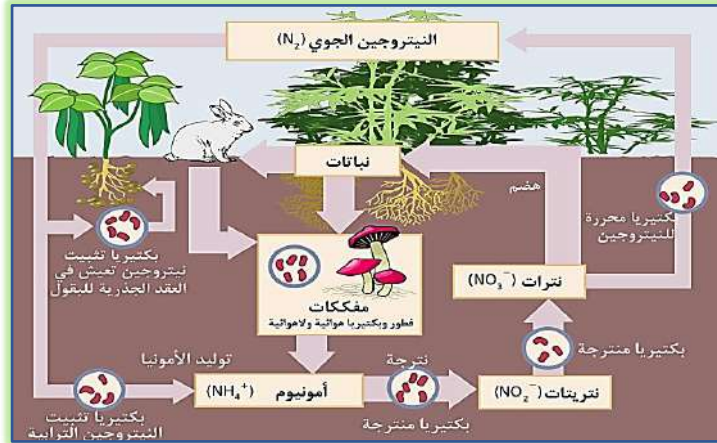 النيتروجين الجوي (N₂)
نباتات
هضم
بكتيريا محررة
للنيتروجين
بكتيريا تثبيت
نيتروجين تعيش في
العقد الجذرية للبقول
مفككات
فطور وبكتيريا هوائية ولاهوائية
نترات (NO₃⁻)
بكتيريا منترجة
توليد الأمونيا
أمونيوم (NH₄⁺)
نترجة
بكتيريا منترجة
نتريتات (NO₂⁻)
بكتيريا تثبيت
النيتروجين الترابية